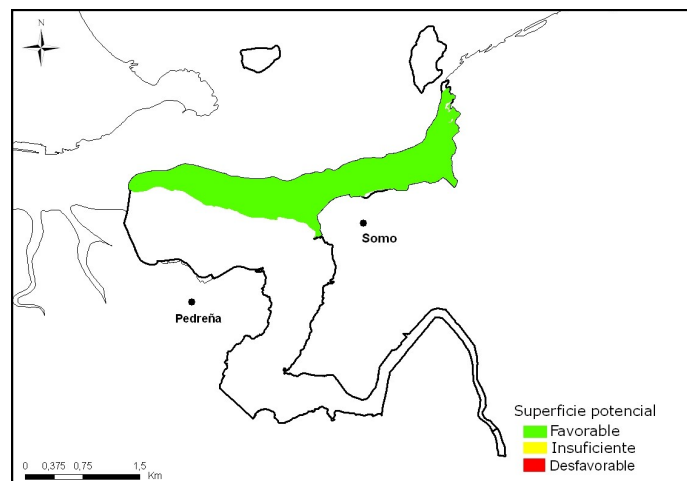 N
Somo
Pedreña
Superficie potencial
Favorable
Insuficiente
Desfavorable
0 0,375 0,75 1,5
Km